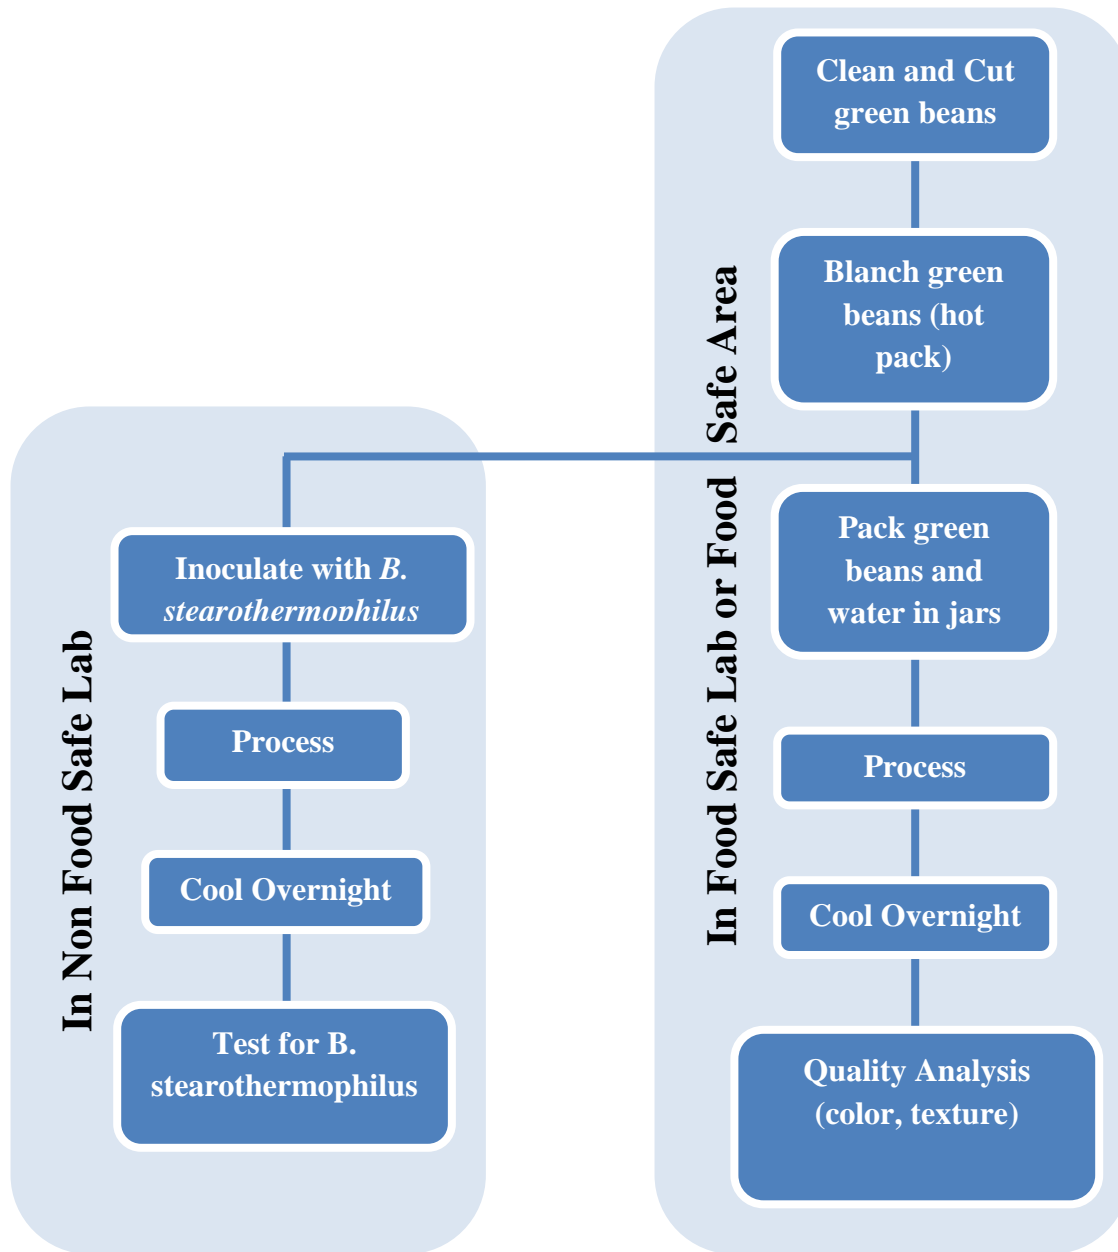 Clean and Cut
green beans
Blanch green
beans (hot
pack)
Pack green
beans and
water in jars
Process
Cool Overnight
Quality Analysis
(color, texture)
In Food Safe Lab or Food Safe Area
Inoculate with B.
stearothermophilus
Process
Cool Overnight
Test for B.
stearothermophilus
In Non Food Safe Lab